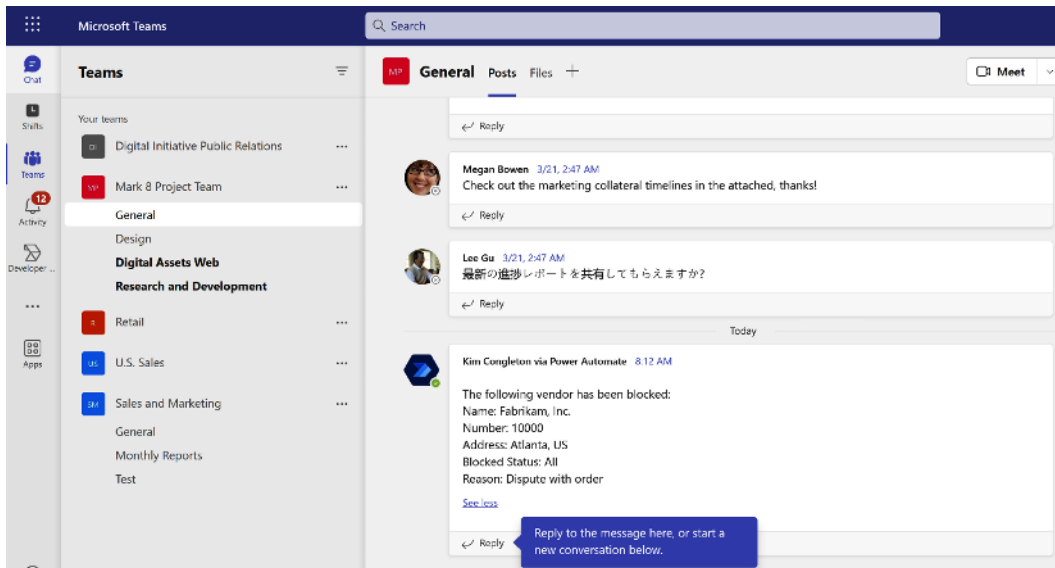 Microsoft Teams
Search
Chat
Shifts
Teams
12
Activity
Developer ...
...
Apps
Teams
Your teams
DI Digital Initiative Public Relations ...
MP Mark 8 Project Team ...
General
Design
Digital Assets Web
Research and Development
R Retail ...
US U.S. Sales ...
SM Sales and Marketing ...
General
Monthly Reports
Test
MP General Posts Files +
Meet
Reply
Megan Bowen 3/21, 2:47 AM
Check out the marketing collateral timelines in the attached, thanks!
Reply
Lee Gu 3/21, 2:47 AM
最新の進捗レポートを共有してもらえますか?
Reply
Today
Kim Congleton via Power Automate 8:12 AM
The following vendor has been blocked:
Name: Fabrikam, Inc.
Number: 10000
Address: Atlanta, US
Blocked Status: All
Reason: Dispute with order
See less
Reply
Reply to the message here, or start a
new conversation below.